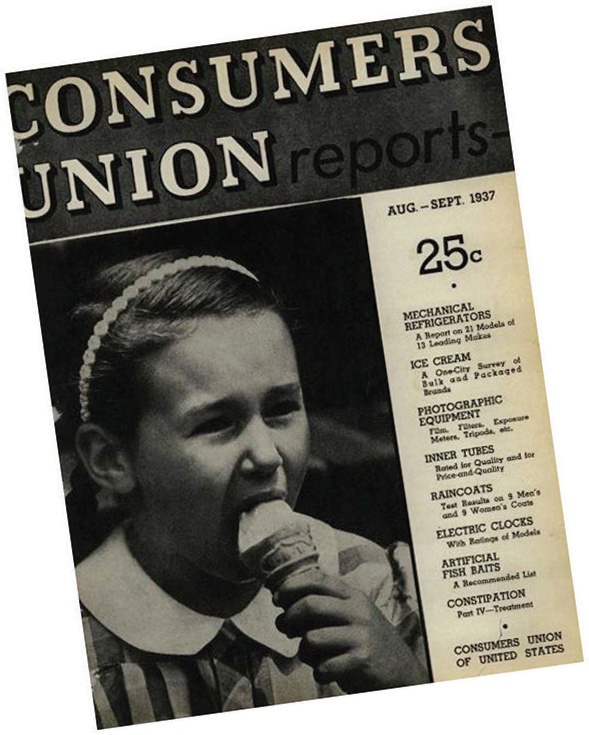 CONSUMERS
UNION reports-
AUG.—SEPT. 1937
25c
MECHANICAL
REFRIGERATORS
A Report on 21 Models of
13 Leading Makes
ICE CREAM
A One-City Survey of
Bulk and Packaged
Brands
PHOTOGRAPHIC
EQUIPMENT
Film, Filters, Exposure
Meters, Tripods, etc.
INNER TUBES
Rated for Quality and for
Price-and-Quality
RAINCOATS
Test Results on 9 Men's
and 9 Women's Coats
ELECTRIC CLOCKS
With Ratings of Models
ARTIFICIAL
FISH BAITS
A Recommended List
CONSTIPATION
Part IV—Treatment
CONSUMERS UNION
OF UNITED STATES